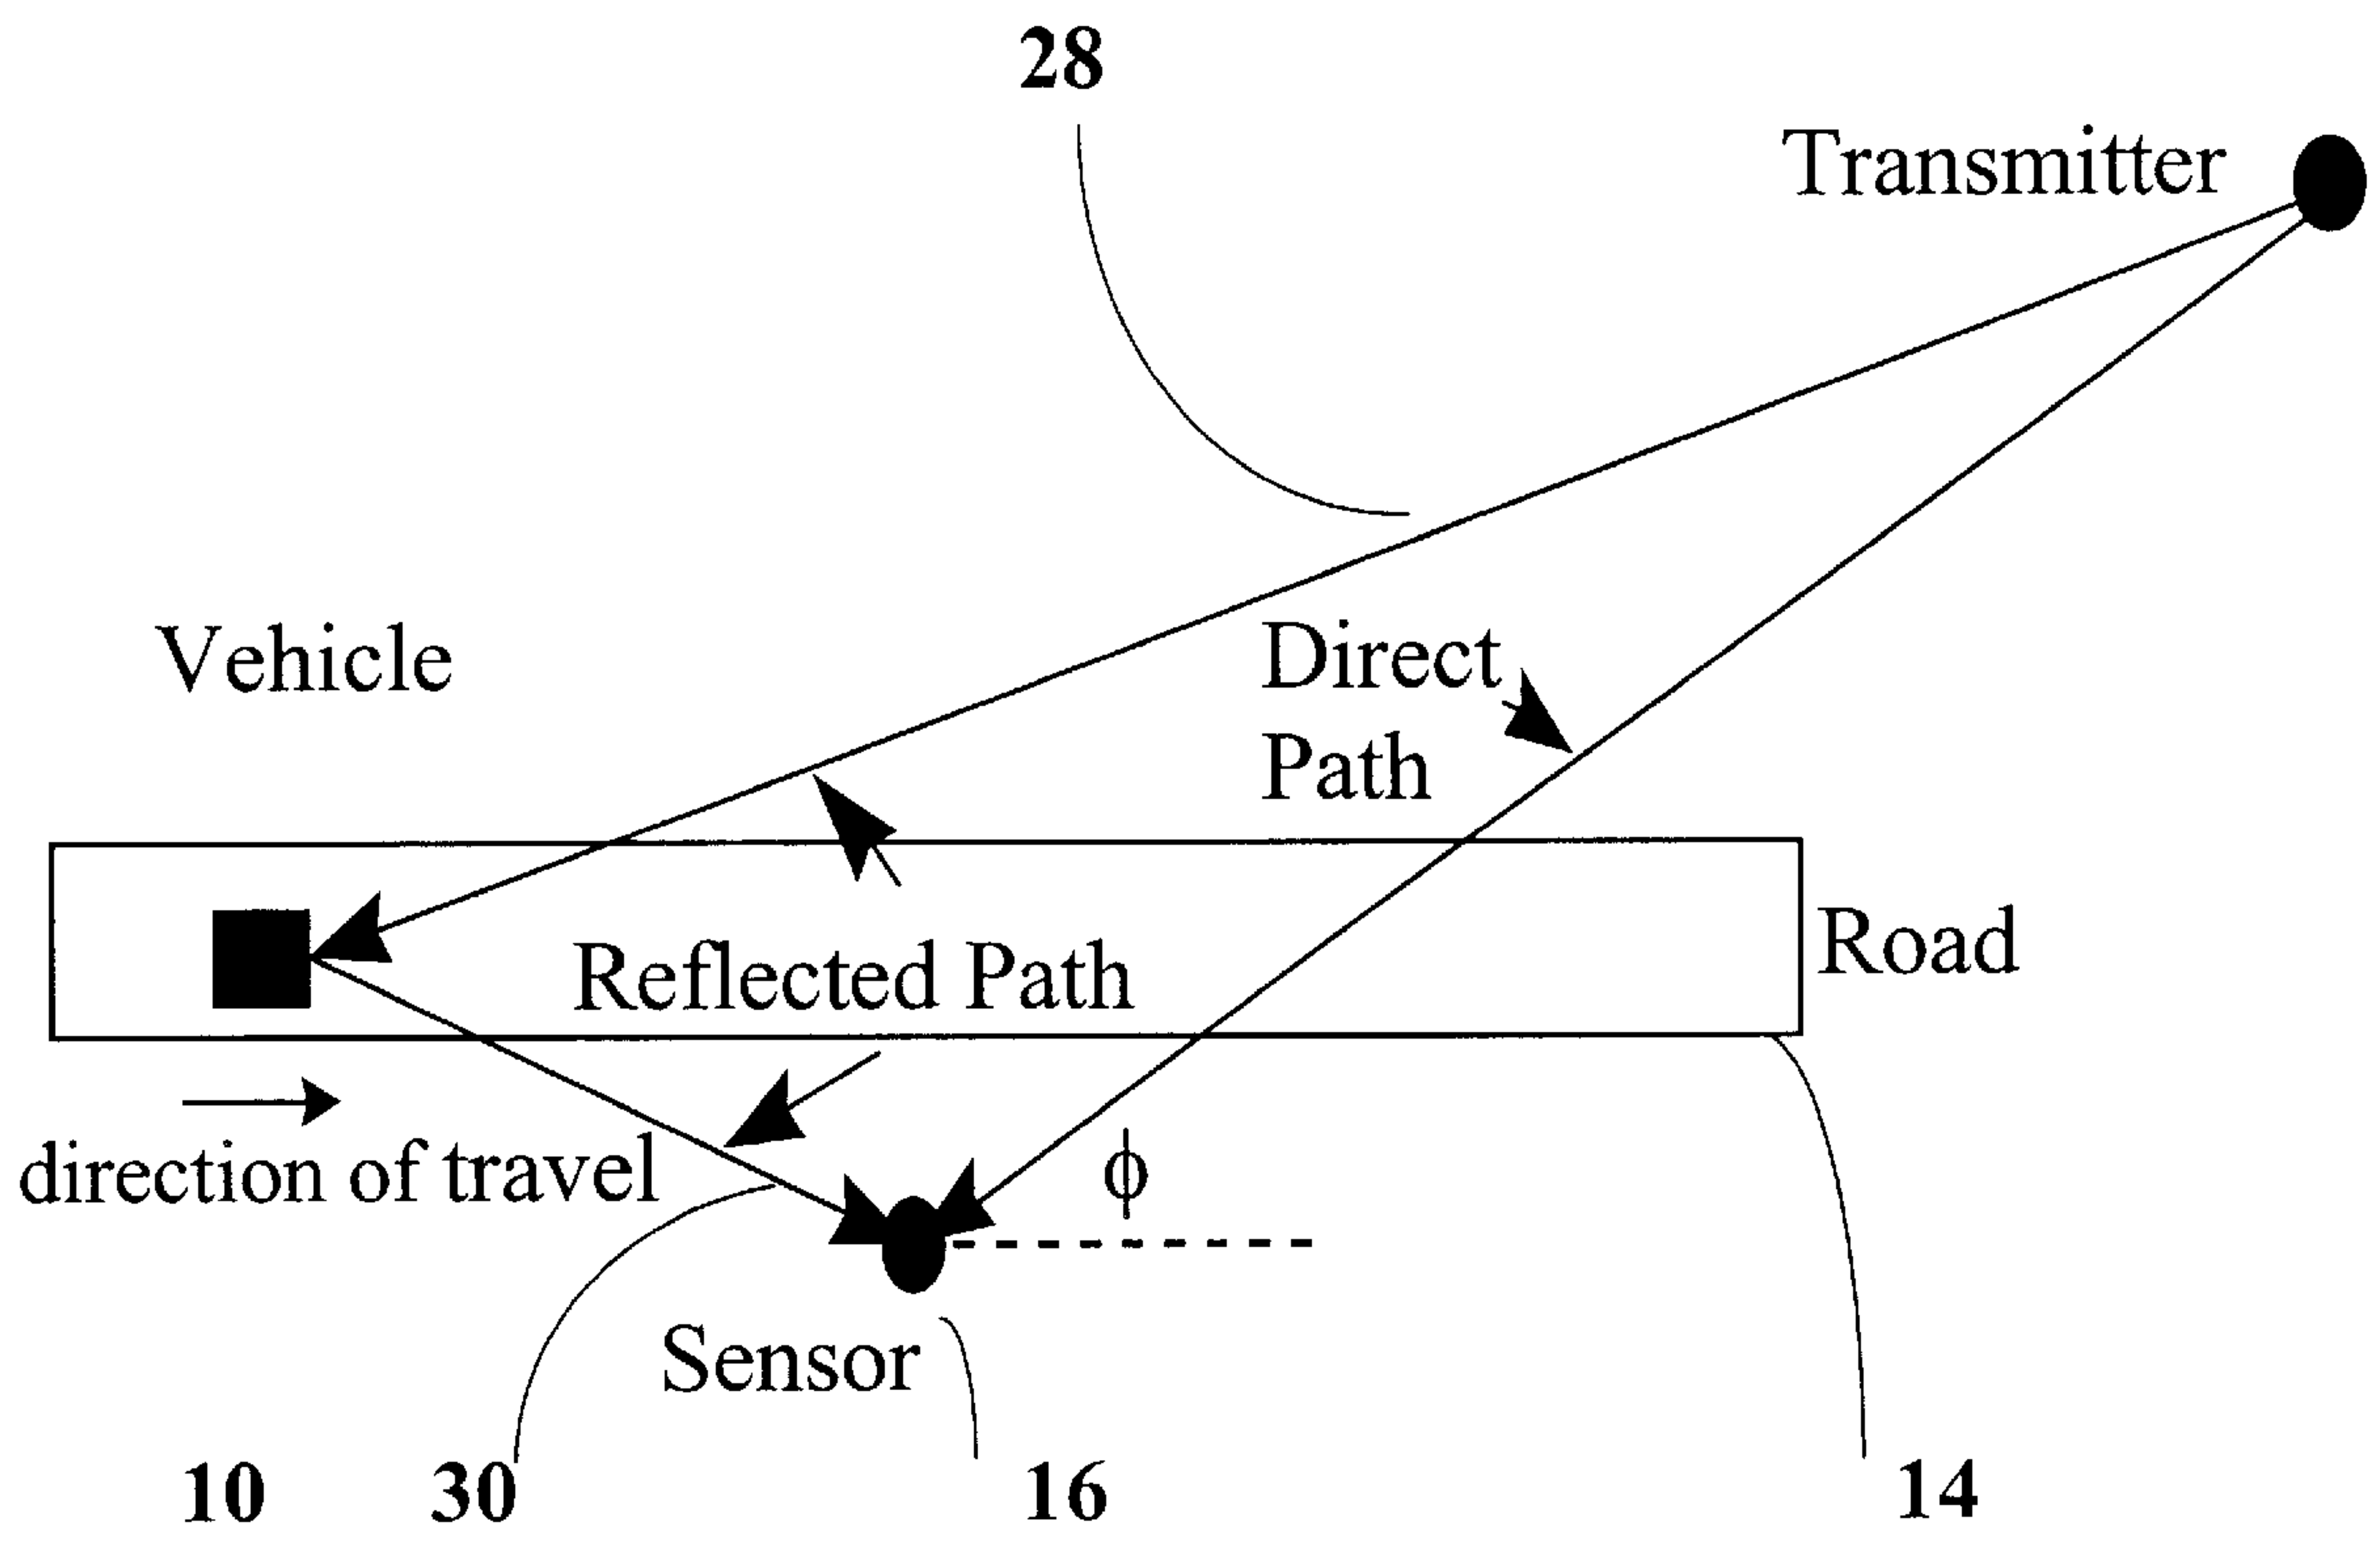 28
Transmitter
Vehicle
Direct
Path
Reflected Path
Road
direction of travel
ϕ
Sensor
10
30
16
14